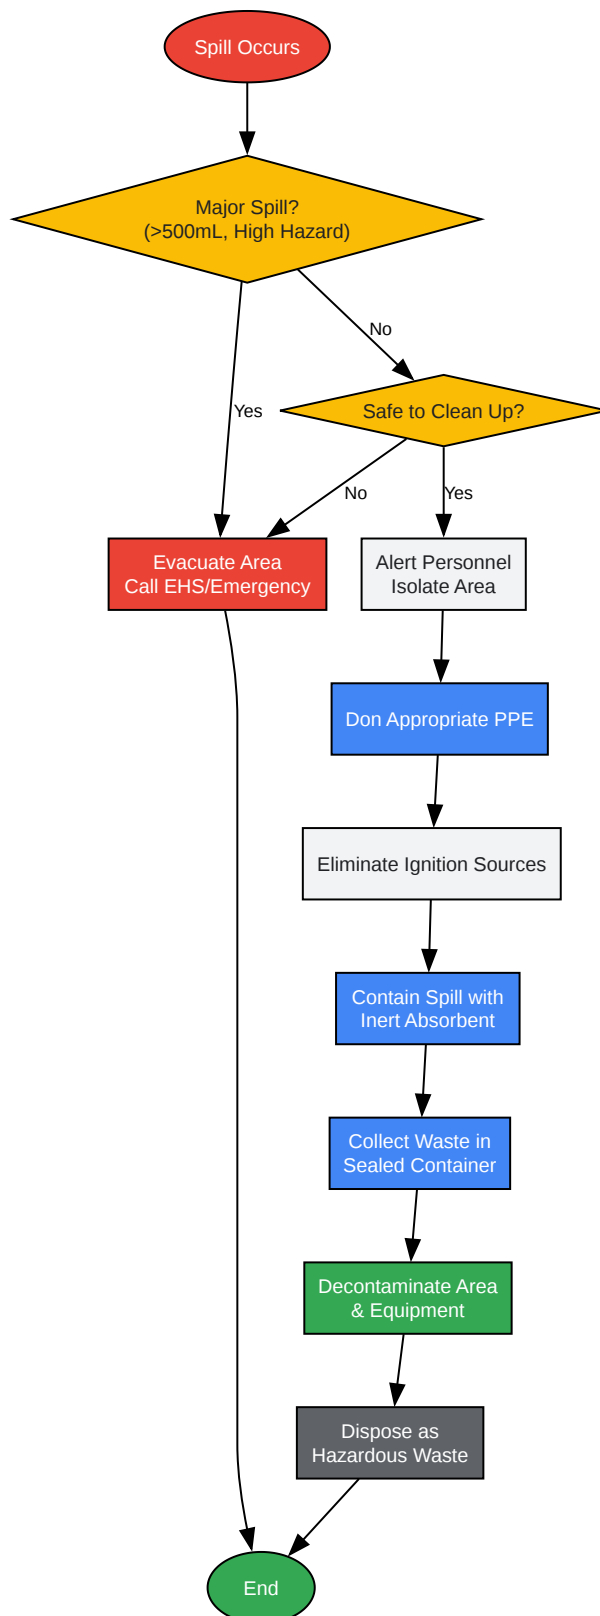 Spill Occurs
Major Spill?
(>500mL, High Hazard)
No
Yes
Safe to Clean Up?
No
Yes
Evacuate Area
Call EHS/Emergency
Alert Personnel
Isolate Area
Don Appropriate PPE
Eliminate Ignition Sources
Contain Spill with
Inert Absorbent
Collect Waste in
Sealed Container
Decontaminate Area
& Equipment
Dispose as
Hazardous Waste
End